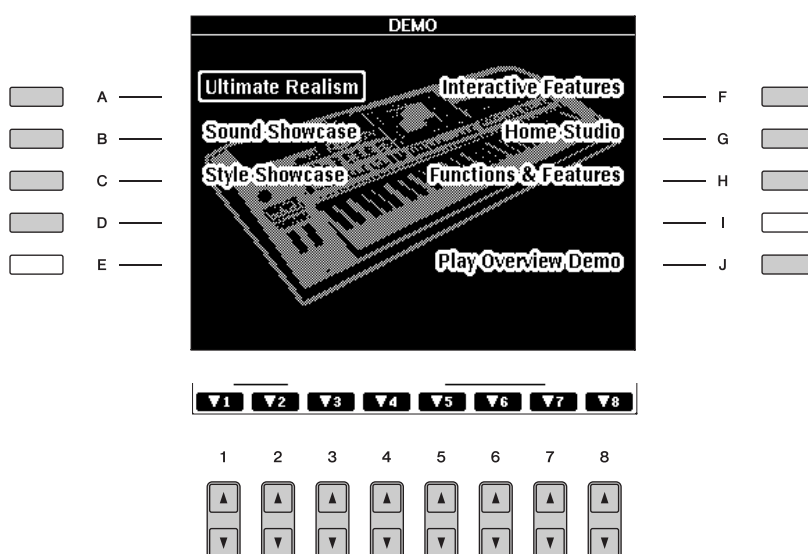 DEMO
Ultimate Realism Interactive Features
A F
Sound Showcase Home Studio
B G
Style Showcase Functions & Features
C H
D I
Play Overview Demo
E J
▼1 ▼2 ▼3 ▼4 ▼5 ▼6 ▼7 ▼8
1 2 3 4 5 6 7 8